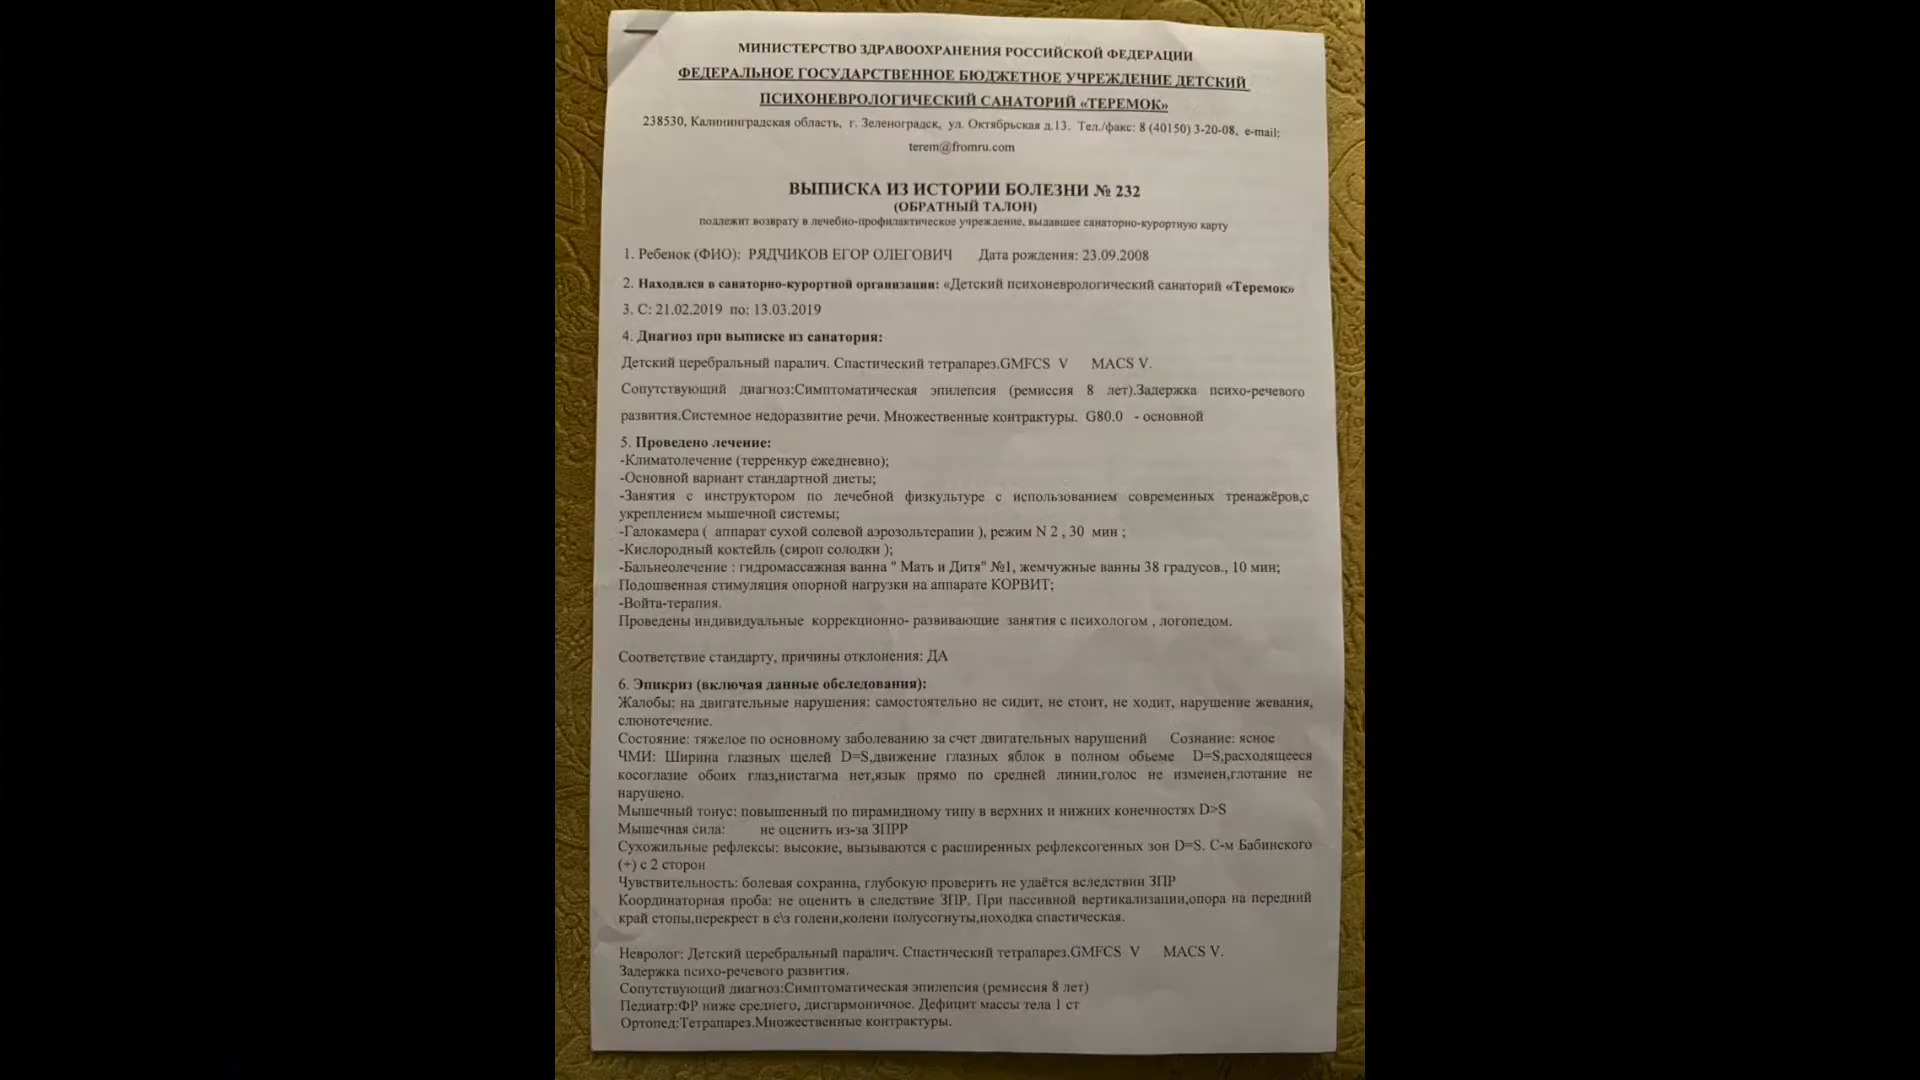 МИНИСТЕРСТВО ЗДРАВООХРАНЕНИЯ РОССИЙСКОЙ ФЕДЕРАЦИИ
ФЕДЕРАЛЬНОЕ ГОСУДАРСТВЕННОЕ БЮДЖЕТНОЕ УЧРЕЖДЕНИЕ ДЕТСКИЙ
ПСИХОНЕВРОЛОГИЧЕСКИЙ САНАТОРИЙ «ТЕРЕМОК»
238530, Калининградская область, г. Зеленоградск, ул. Октябрьская д.13. Тел./факс: 8 (40150) 3-20-08, e-mail:
terem@fromru.com
ВЫПИСКА ИЗ ИСТОРИИ БОЛЕЗНИ № 232
(ОБРАТНЫЙ ТАЛОН)
подлежит возврату в лечебно-профилактическое учреждение, выдавшее санаторно-курортную карту
1. Ребенок (ФИО): РЯДЧИКОВ ЕГОР ОЛЕГОВИЧ Дата рождения: 23.09.2008
2. Находился в санаторно-курортной организации: «Детский психоневрологический санаторий «Теремок»
3. С: 21.02.2019 по: 13.03.2019
4. Диагноз при выписке из санатория:
Детский церебральный паралич. Спастический тетрапарез.GMFCS V MACS V.
Сопутствующий диагноз:Симптоматическая эпилепсия (ремиссия 8 лет).Задержка психо-речевого
развития.Системное недоразвитие речи. Множественные контрактуры. G80.0 - основной
5. Проведено лечение:
-Климатолечение (терренкур ежедневно);
-Основной вариант стандартной диеты;
-Занятия с инструктором по лечебной физкультуре с использованием современных тренажёров,с
укреплением мышечной системы;
-Галокамера ( аппарат сухой солевой аэрозольтерапии ), режим N 2 , 30 мин ;
-Кислородный коктейль (сироп солодки );
-Бальнеолечение : гидромассажная ванна " Мать и Дитя" №1, жемчужные ванны 38 градусов., 10 мин;
Подошвенная стимуляция опорной нагрузки на аппарате КОРВИТ;
-Войта-терапия.
Проведены индивидуальные коррекционно- развивающие занятия с психологом , логопедом.
Соответствие стандарту, причины отклонения: ДА
6. Эпикриз (включая данные обследования):
Жалобы: на двигательные нарушения: самостоятельно не сидит, не стоит, не ходит, нарушение жевания,
слюнотечение.
Состояние: тяжелое по основному заболеванию за счет двигательных нарушений Сознание: ясное
ЧМИ: Ширина глазных щелей D=S,движение глазных яблок в полном обьеме D=S,расходящееся
косоглазие обоих глаз,нистагма нет,язык прямо по средней линии,голос не изменен,глотание не
нарушено.
Мышечный тонус: повышенный по пирамидному типу в верхних и нижних конечностях D>S
Мышечная сила: не оценить из-за ЗПРР
Сухожильные рефлексы: высокие, вызываются с расширенных рефлексогенных зон D=S. С-м Бабинского
(+) с 2 сторон
Чувствительность: болевая сохранна, глубокую проверить не удаётся вследствии ЗПР
Координаторная проба: не оценить в следствие ЗПР. При пассивной вертикализации,опора на передний
край стопы,перекрест в с\з голени,колени полусогнуты,походка спастическая.
Невролог: Детский церебральный паралич. Спастический тетрапарез.GMFCS V MACS V.
Задержка психо-речевого развития.
Сопутствующий диагноз:Симптоматическая эпилепсия (ремиссия 8 лет)
Педиатр:ФР ниже среднего, дисгармоничное. Дефицит массы тела 1 ст
Ортопед:Тетрапарез.Множественные контрактуры.